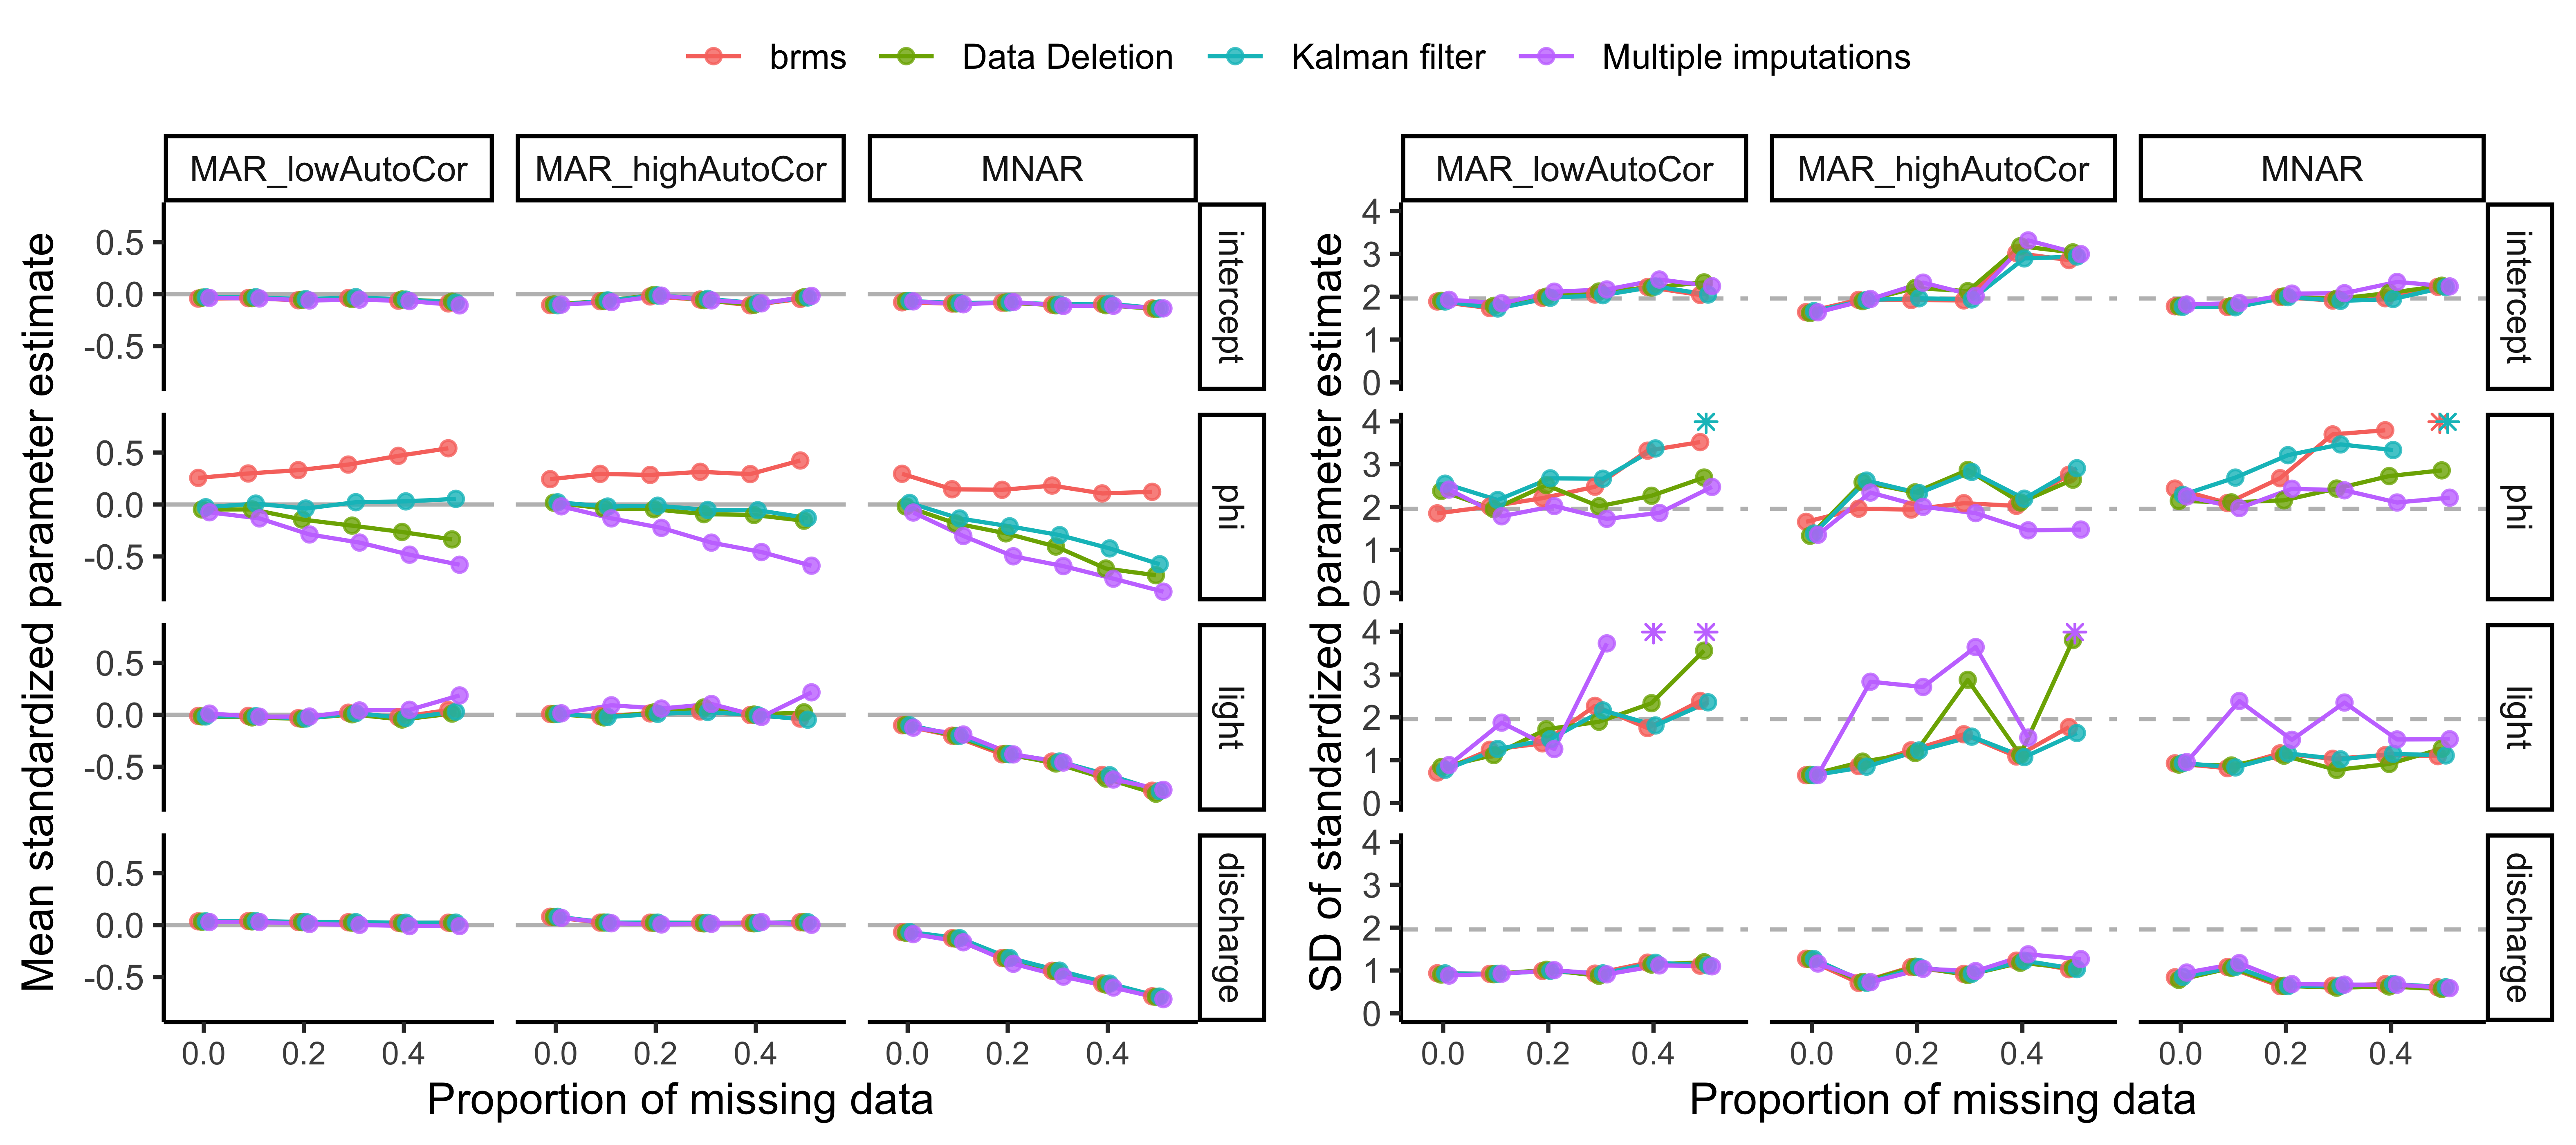 brms Data Deletion Kalman filter Multiple imputations
MAR_lowAutoCor MAR_highAutoCor MNAR
Mean standardized parameter estimate
0.5
0.0
-0.5
intercept
0.5
0.0
-0.5
phi
0.5
0.0
-0.5
light
0.5
0.0
-0.5
discharge
0.0 0.2 0.4 0.0 0.2 0.4 0.0 0.2 0.4
Proportion of missing data
MAR_lowAutoCor MAR_highAutoCor MNAR
SD of standardized parameter estimate
4
3
2
1
0
intercept
4
3
2
1
0
phi
4
3
2
1
0
light
4
3
2
1
0
discharge
0.0 0.2 0.4 0.0 0.2 0.4 0.0 0.2 0.4
Proportion of missing data